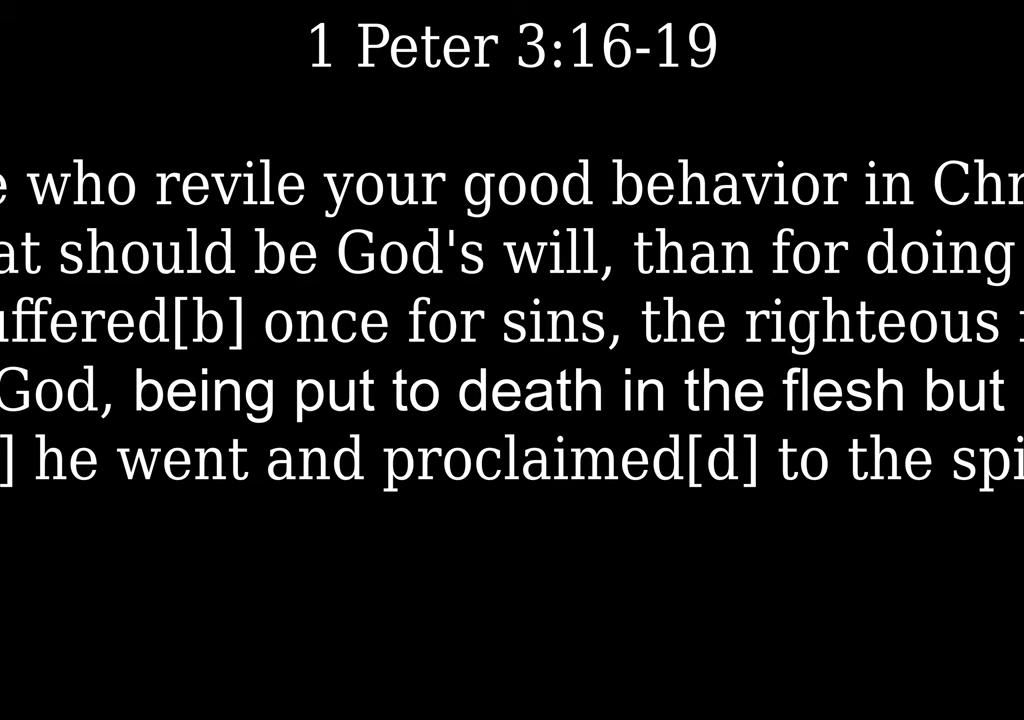 1 Peter 3:16-19
e who revile your good behavior in Chr
at should be God's will, than for doing
uffered[b] once for sins, the righteous
God, being put to death in the flesh but
] he went and proclaimed[d] to the spi